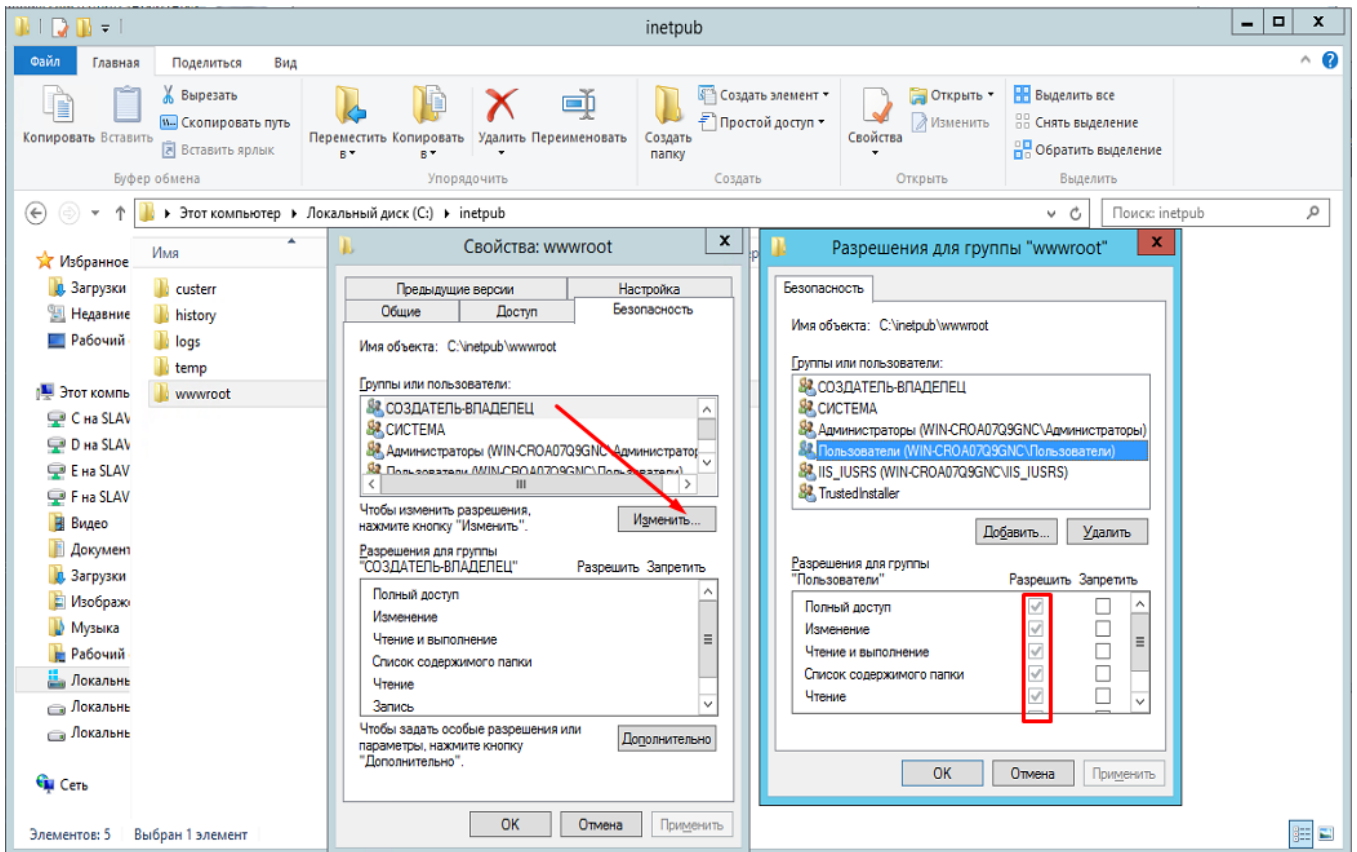 inetpub
Файл Главная Поделиться Вид
Копировать Вставить
Вырезать
Скопировать путь
Вставить ярлык
Буфер обмена
Переместить в
Копировать в
Удалить Переименовать
Упорядочить
Создать папку
Создать элемент
Простой доступ
Создать
Свойства
Открыть
Изменить
Открыть
Выделить все
Снять выделение
Обратить выделение
Выделить
Этот компьютер Локальный диск (C:) inetpub
Поиск: inetpub
Избранное
Загрузки
Недавние
Рабочий
Этот компь
C на SLAV
D на SLAV
E на SLAV
F на SLAV
Видео
Документ
Загрузки
Изображ
Музыка
Рабочий
Локальнь
Локальнь
Локальнь
Сеть
Имя
custerr
history
logs
temp
wwwroot
Элементов: 5 Выбран 1 элемент
Свойства: wwwroot
Предыдущие версии Настройка
Общие Доступ Безопасность
Имя объекта: C:\inetpub\wwwroot
Группы или пользователи:
СОЗДАТЕЛЬ-ВЛАДЕЛЕЦ
СИСТЕМА
Администраторы (WIN-CROA07Q9GNC\Администратор
Пользователи (WIN-CROA07Q9GNC\Пользователи)
Чтобы изменить разрешения,
нажмите кнопку "Изменить".
Изменить...
Разрешения для группы
"СОЗДАТЕЛЬ-ВЛАДЕЛЕЦ" Разрешить Запретить
Полный доступ
Изменение
Чтение и выполнение
Список содержимого папки
Чтение
Запись
Чтобы задать особые разрешения или
параметры, нажмите кнопку
"Дополнительно".
Дополнительно
OK Отмена Применить
Разрешения для группы "wwwroot"
Безопасность
Имя объекта: C:\inetpub\wwwroot
Группы или пользователи:
СОЗДАТЕЛЬ-ВЛАДЕЛЕЦ
СИСТЕМА
Администраторы (WIN-CROA07Q9GNC\Администраторы)
Пользователи (WIN-CROA07Q9GNC\Пользователи)
IIS_IUSRS (WIN-CROA07Q9GNC\IIS_IUSRS)
TrustedInstaller
Добавить... Удалить
Разрешения для группы
"Пользователи" Разрешить Запретить
Полный доступ
Изменение
Чтение и выполнение
Список содержимого папки
Чтение
OK Отмена Применить